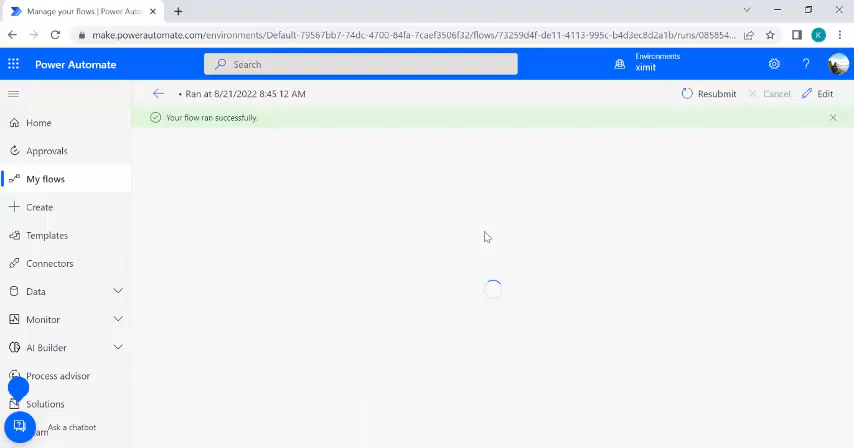 Manage your flows | Power Autom
make.powerautomate.com/environments/Default-79567bb7-74dc-4700-84fa-7caef3506f32/flows/73259d4f-de11-4113-995c-b4d3ec8d2a1b/runs/085854...
K
Power Automate
Search
Environments
ximit
• Ran at 8/21/2022 8:45:12 AM
Resubmit
Cancel
Edit
Your flow ran successfully.
Home
Approvals
My flows
Create
Templates
Connectors
Data
Monitor
AI Builder
Process advisor
Solutions
Ask a chatbot